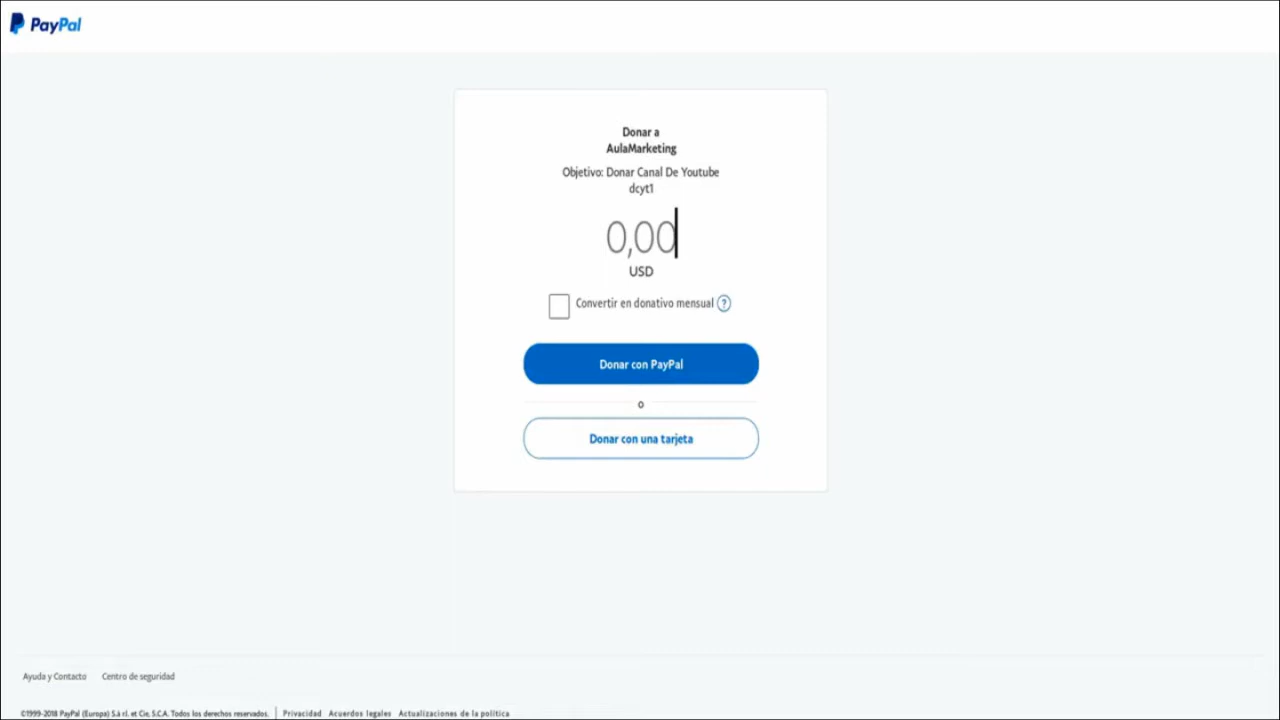 PayPal
Donar a
AulaMarketing
Objetivo: Donar Canal De Youtube
dcyt1
0,00
USD
Convertir en donativo mensual ?
Donar con PayPal
o
Donar con una tarjeta
Ayuda y Contacto Centro de seguridad
©1999-2018 PayPal (Europa) S.à r.l. et Cie, S.C.A. Todos los derechos reservados. | Privacidad Acuerdos legales Actualizaciones de la política